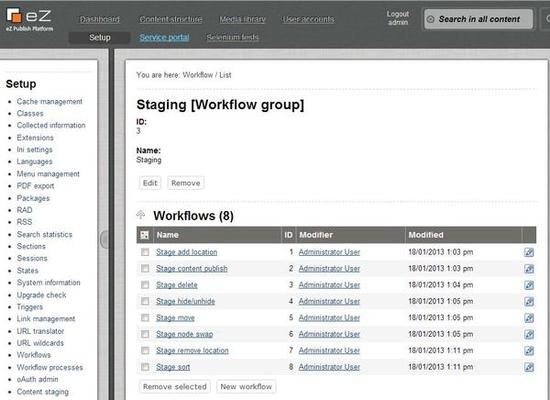 eZ
eZ Publish Platform
Dashboard Content structure Media library User accounts
Setup Service portal Selenium tests
Logout
admin
Search in all content
Setup
Cache management
Classes
Collected information
Extensions
Ini settings
Languages
Menu management
PDF export
Packages
RAD
RSS
Search statistics
Sections
Sessions
States
System information
Upgrade check
Triggers
Link management
URL translator
URL wildcards
Workflows
Workflow processes
oAuth admin
Content staging
You are here: Workflow / List
Staging [Workflow group]
ID:
3
Name:
Staging
Edit Remove
Workflows (8)
Name ID Modifier Modified
Stage add location 1 Administrator User 18/01/2013 1:03 pm
Stage content publish 2 Administrator User 18/01/2013 1:03 pm
Stage delete 3 Administrator User 18/01/2013 1:04 pm
Stage hide/unhide 4 Administrator User 18/01/2013 1:05 pm
Stage move 5 Administrator User 18/01/2013 1:05 pm
Stage node swap 6 Administrator User 18/01/2013 1:05 pm
Stage remove location 7 Administrator User 18/01/2013 1:11 pm
Stage sort 8 Administrator User 18/01/2013 1:11 pm
Remove selected New workflow